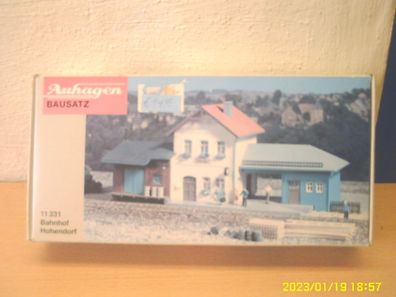 Auhagen
BAUSATZ
11 331
Bahnhof
Hohendorf
2023/01/19 18:57